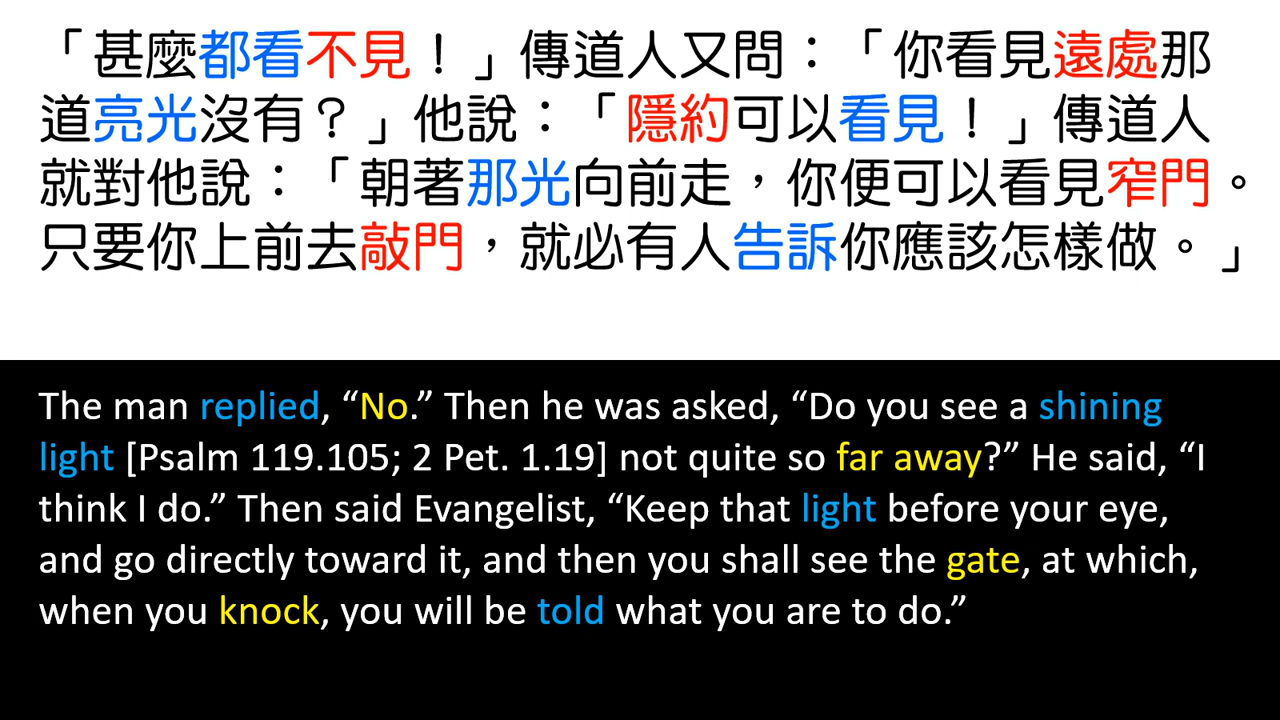 「甚麼都看不見！」傳道人又問：「你看見遠處那
道亮光沒有？」他說：「隱約可以看見！」傳道人
就對他說：「朝著那光向前走，你便可以看見窄門。
只要你上前去敲門，就必有人告訴你應該怎樣做。」
The man replied, “No.” Then he was asked, “Do you see a shining
light [Psalm 119.105; 2 Pet. 1.19] not quite so far away?” He said, “I
think I do.” Then said Evangelist, “Keep that light before your eye,
and go directly toward it, and then you shall see the gate, at which,
when you knock, you will be told what you are to do.”